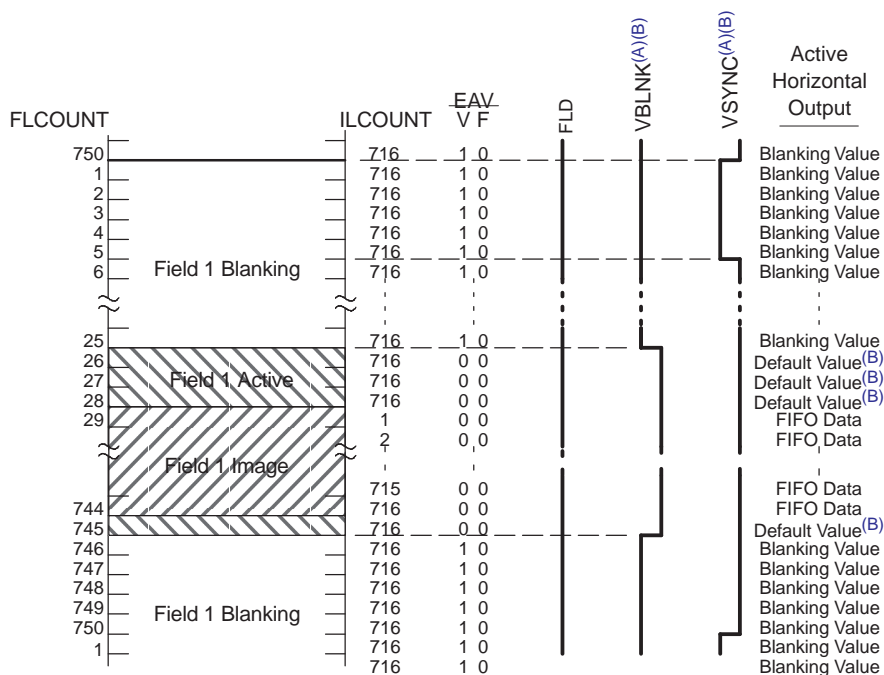 Active
Horizontal
Output
EAV
FLCOUNT ILCOUNT V F FLD VBLNK(A)(B) VSYNC(A)(B)
750 716 1 0 Blanking Value
1 716 1 0 Blanking Value
2 716 1 0 Blanking Value
3 716 1 0 Blanking Value
4 716 1 0 Blanking Value
5 716 1 0 Blanking Value
6 716 1 0 Blanking Value
Field 1 Blanking
25 716 1 0 Blanking Value
26 716 0 0 Default Value(B)
27 716 0 0 Default Value(B)
Field 1 Active
28 716 0 0 Default Value(B)
29 1 0 0 FIFO Data
2 0 0 FIFO Data
Field 1 Image
715 0 0 FIFO Data
744 716 0 0 FIFO Data
745 716 0 0 Default Value(B)
746 716 1 0 Blanking Value
747 716 1 0 Blanking Value
748 716 1 0 Blanking Value
749 716 1 0 Blanking Value
Field 1 Blanking
750 716 1 0 Blanking Value
1 716 1 0 Blanking Value
716 1 0 Blanking Value